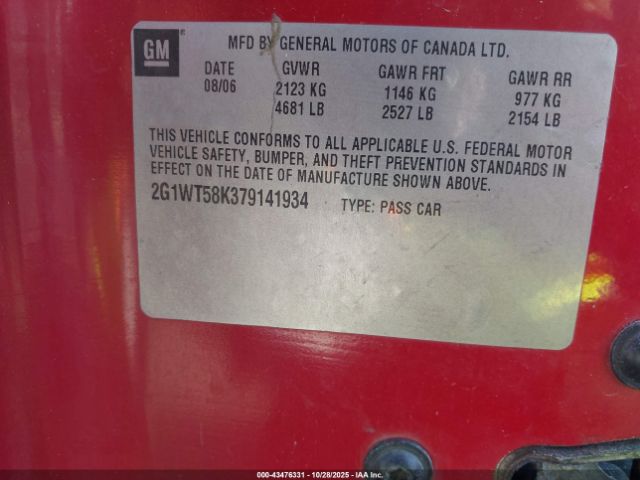 GM ®
MFD BY GENERAL MOTORS OF CANADA LTD.
DATE GVWR GAWR FRT GAWR RR
08/06 2123 KG 1146 KG 977 KG
4681 LB 2527 LB 2154 LB
THIS VEHICLE CONFORMS TO ALL APPLICABLE U.S. FEDERAL MOTOR
VEHICLE SAFETY, BUMPER, AND THEFT PREVENTION STANDARDS IN
EFFECT ON THE DATE OF MANUFACTURE SHOWN ABOVE.
2G1WT58K379141934 TYPE: PASS CAR
000-43476331 - 10/28/2025 - IAAI.com